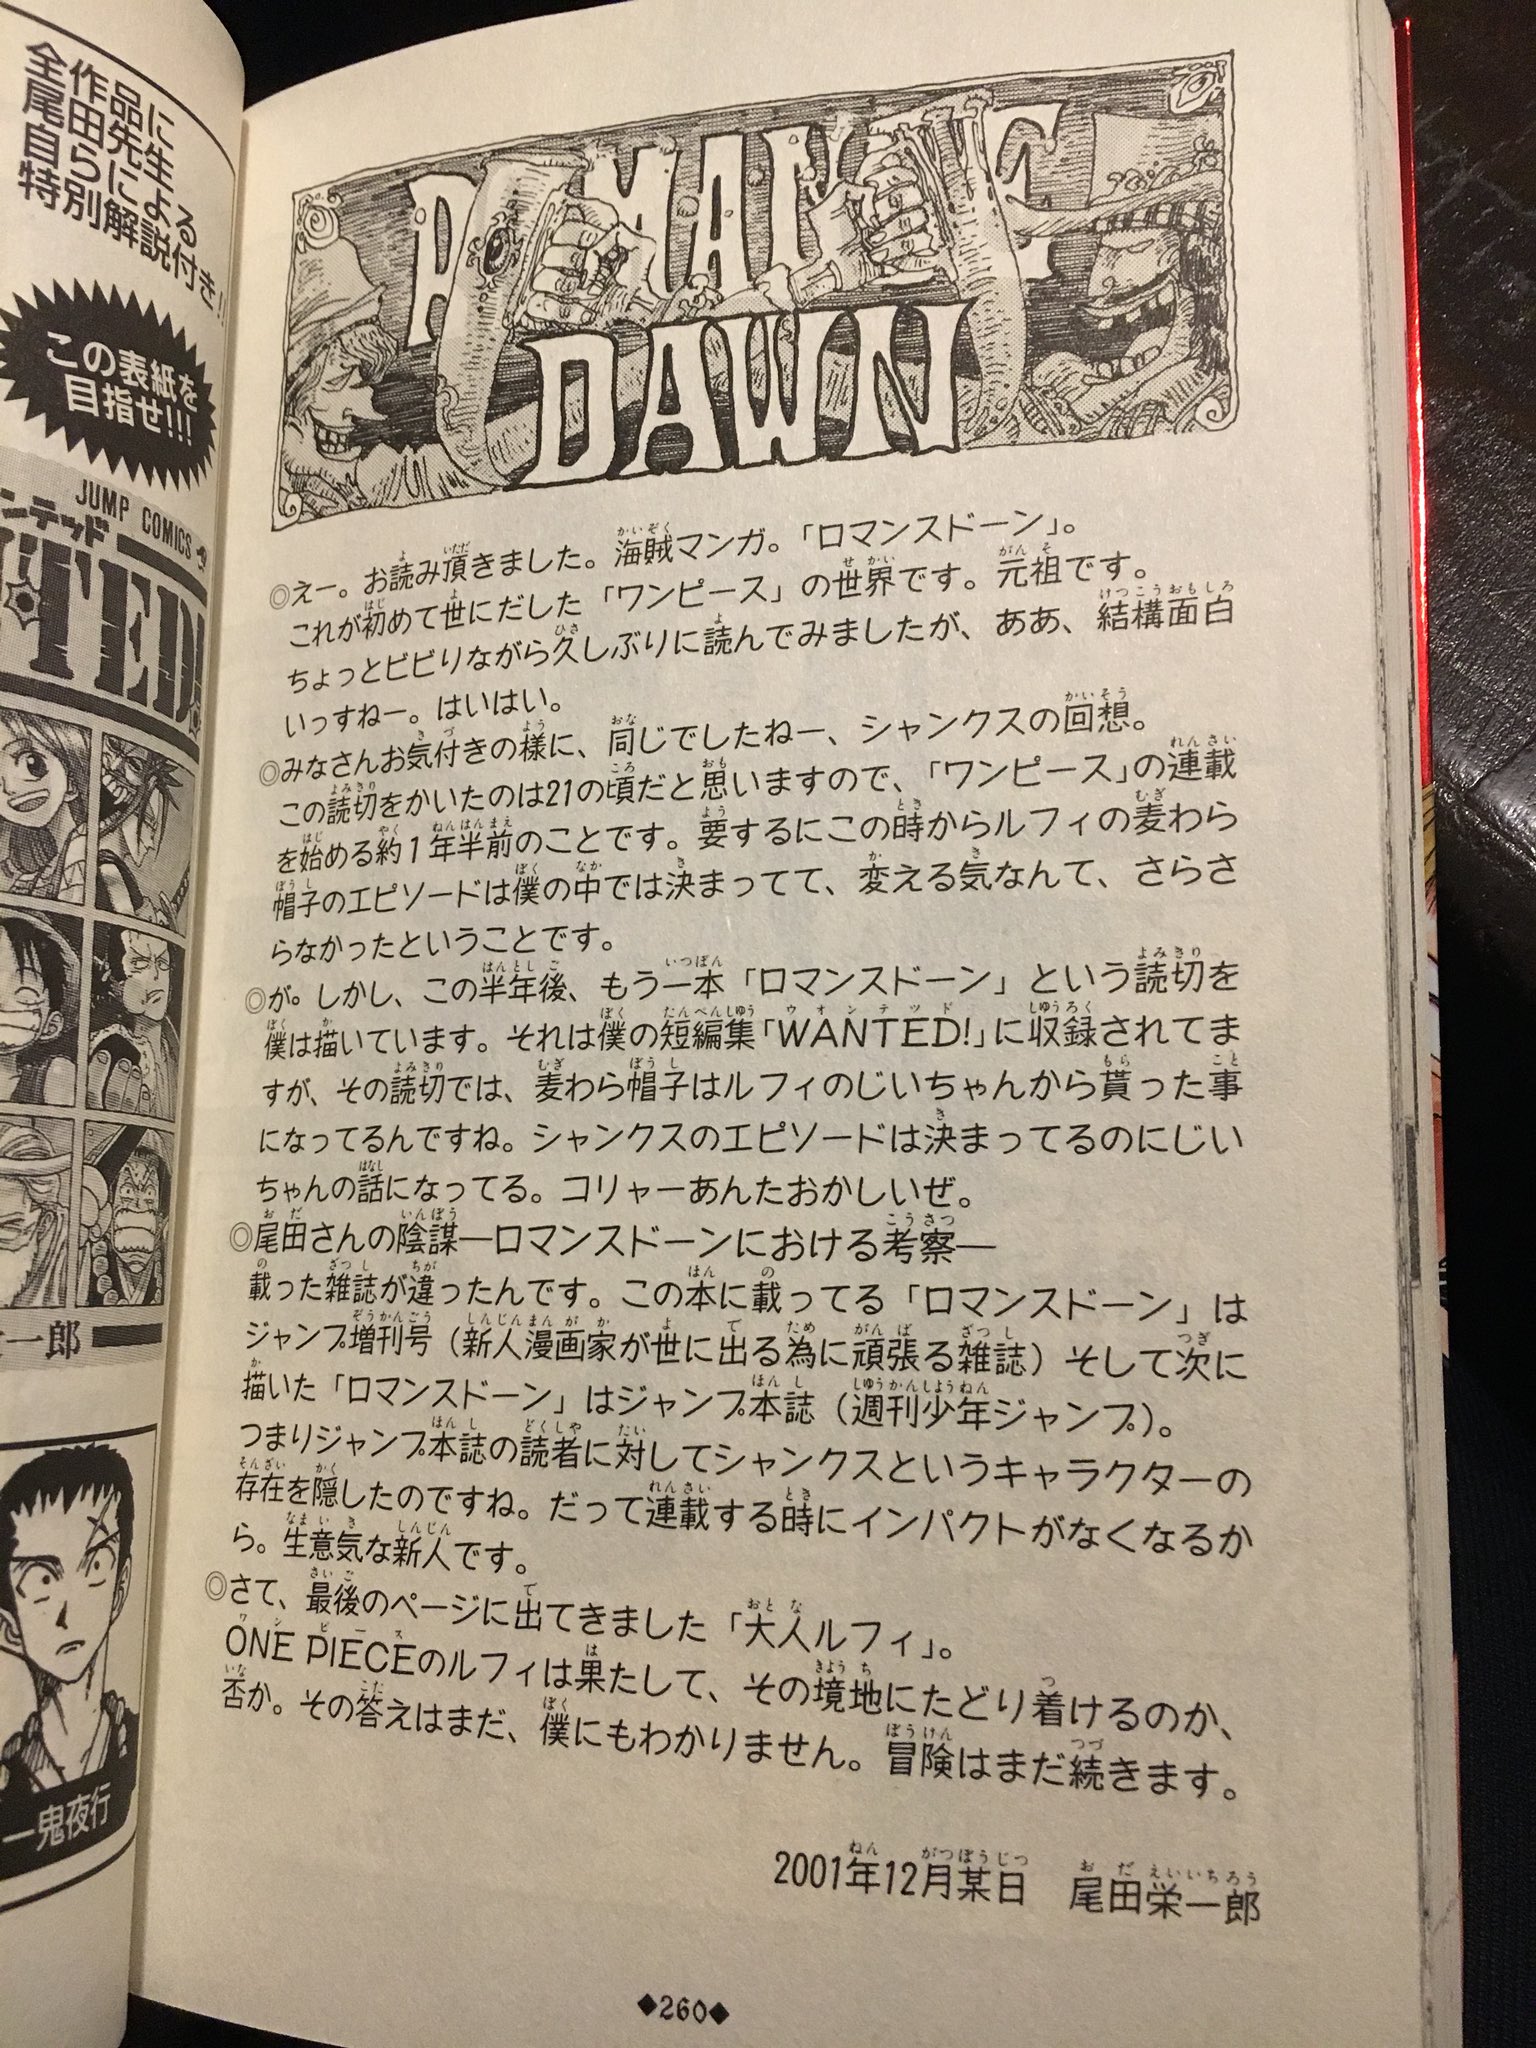 全作品に
尾田先生
自らによる
特別解説付き!!
この表紙を
目指せ!!!
JUMP COMICS
ンテッド
TED!
一郎
一鬼夜行
ROMANCE
DAWN
◎えー。お読み頂きました。海賊マンガ。「ロマンスドーン」。
これが初めて世にだした「ワンピース」の世界です。元祖です。
ちょっとビビりながら久しぶりに読んでみましたが、ああ、結構面白
いっすねー。はいはい。
◎みなさんお気付きの様に、同じでしたねー、シャンクスの回想。
この読切をかいたのは21の頃だと思いますので、「ワンピース」の連載
を始める約1年半前のことです。要するにこの時からルフィの麦わら
帽子のエピソードは僕の中では決まってて、変える気なんて、さらさ
らなかったということです。
◎が。しかし、この半年後、もう一本「ロマンスドーン」という読切を
僕は描いています。それは僕の短編集「WANTED!」に収録されてま
すが、その読切では、麦わら帽子はルフィのじいちゃんから貰った事
になってるんですね。シャンクスのエピソードは決まってるのにじい
ちゃんの話になってる。コリャーあんたおかしいぜ。
◎尾田さんの陰謀―ロマンスドーンにおける考察―
載った雑誌が違ったんです。この本に載ってる「ロマンスドーン」は
ジャンプ増刊号（新人漫画家が世に出る為に頑張る雑誌）そして次に
描いた「ロマンスドーン」はジャンプ本誌（週刊少年ジャンプ）。
つまりジャンプ本誌の読者に対してシャンクスというキャラクターの
存在を隠したのですね。だって連載する時にインパクトがなくなるか
ら。生意気な新人です。
◎さて、最後のページに出てきました「大人ルフィ」。
ONE PIECEのルフィは果たして、その境地にたどり着けるのか、
否か。その答えはまだ、僕にもわかりません。冒険はまだ続きます。
2001年12月某日　尾田栄一郎
◆260◆